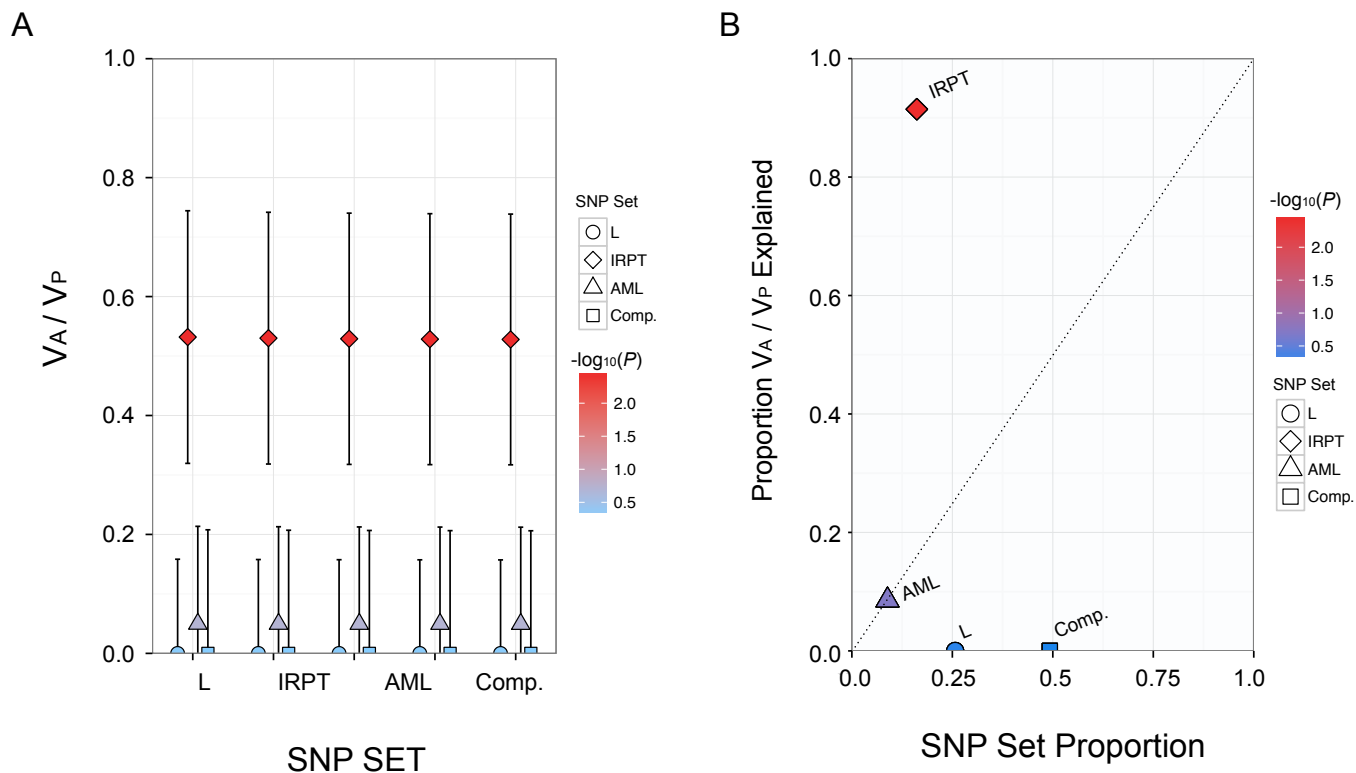 A
1.0
0.8
0.6
0.4
0.2
0.0
VA / VP
L IRPT AML Comp.
SNP SET
SNP Set
L
IRPT
AML
Comp.
-log10(P)
2.0
1.5
1.0
0.5
B
1.0
0.8
0.6
0.4
0.2
0.0
Proportion VA / VP Explained
IRPT
AML
L
Comp.
0.0 0.25 0.5 0.75 1.0
SNP Set Proportion
-log10(P)
2.0
1.5
1.0
0.5
SNP Set
L
IRPT
AML
Comp.